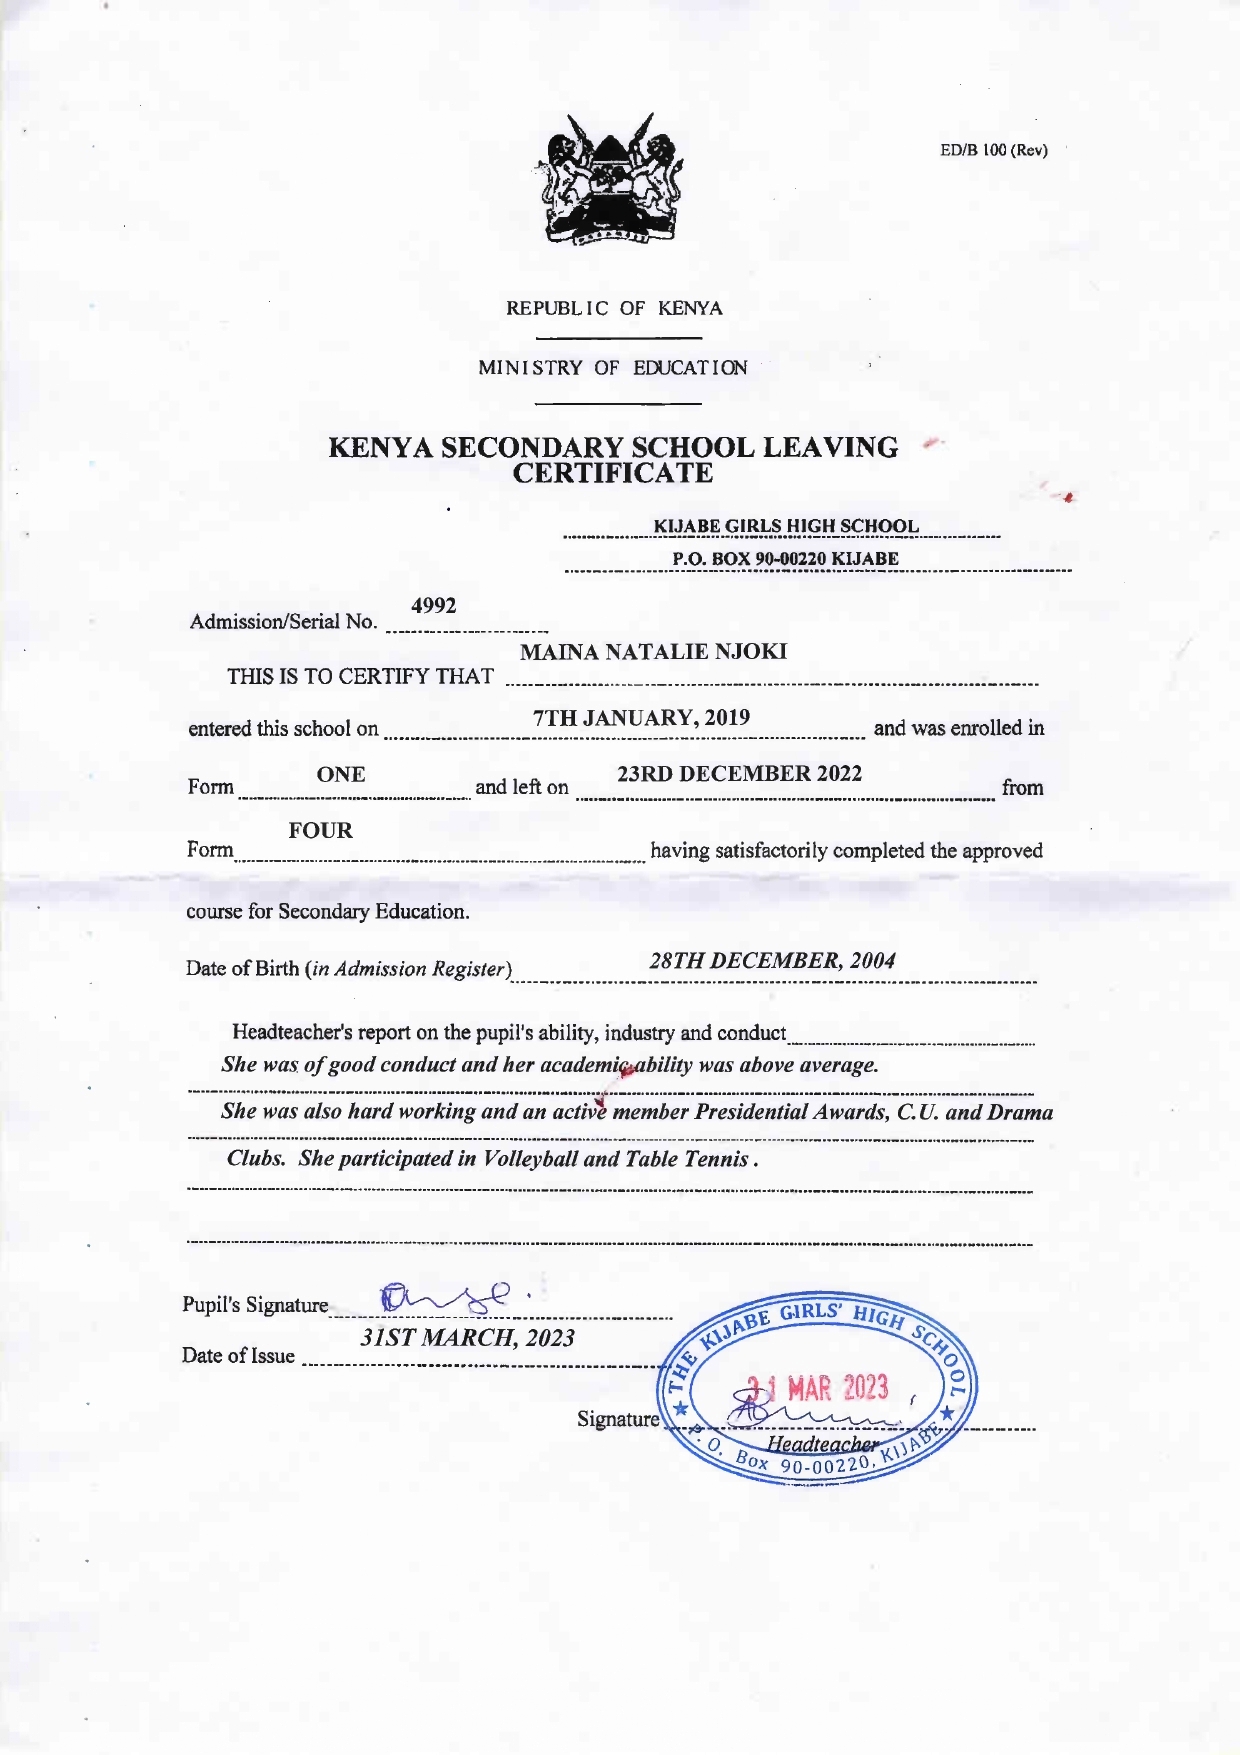 ED/B 100 (Rev)
REPUBLIC OF KENYA
MINISTRY OF EDUCATION
KENYA SECONDARY SCHOOL LEAVING
CERTIFICATE
KIJABE GIRLS HIGH SCHOOL
P.O. BOX 90-00220 KIJABE
Admission/Serial No. 4992
THIS IS TO CERTIFY THAT MAINA NATALIE NJOKI
entered this school on 7TH JANUARY, 2019 and was enrolled in
Form ONE and left on 23RD DECEMBER 2022 from
Form FOUR having satisfactorily completed the approved
course for Secondary Education.
Date of Birth (in Admission Register) 28TH DECEMBER, 2004
Headteacher's report on the pupil's ability, industry and conduct
She was of good conduct and her academic ability was above average.
She was also hard working and an active member Presidential Awards, C.U. and Drama
Clubs. She participated in Volleyball and Table Tennis .
Pupil's Signature
Date of Issue 31ST MARCH, 2023
THE KIJABE GIRLS' HIGH SCHOOL
31 MAR 2023
Signature
Headteacher
P. O. Box 90-00220, KIJABE